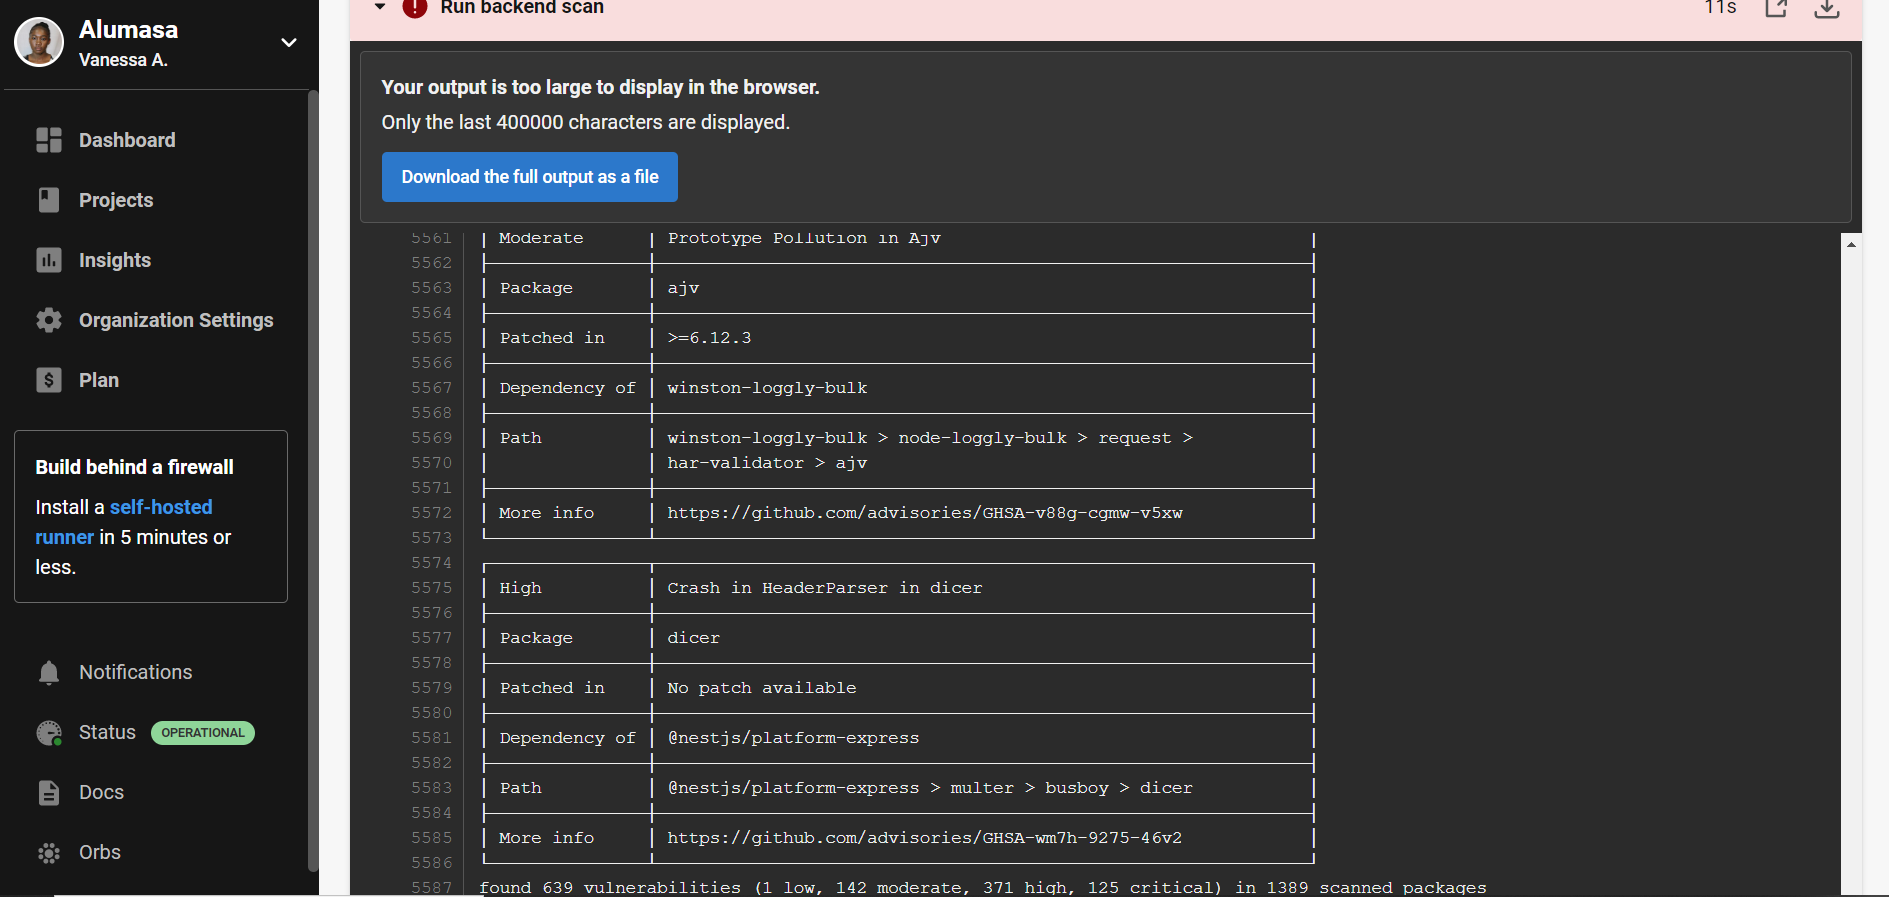 Alumasa
Vanessa A.
Dashboard
Projects
Insights
Organization Settings
$ Plan
Build behind a firewall
Install a self-hosted
runner in 5 minutes or
less.
Notifications
Status OPERATIONAL
Docs
Orbs
! Run backend scan 11s
Your output is too large to display in the browser.
Only the last 400000 characters are displayed.
Download the full output as a file
5561 │ Moderate │ Prototype Pollution in Ajv │
5562
5563 │ Package │ ajv │
5564
5565 │ Patched in │ >=6.12.3 │
5566
5567 │ Dependency of │ winston-loggly-bulk │
5568
5569 │ Path │ winston-loggly-bulk > node-loggly-bulk > request > │
5570 │ │ har-validator > ajv │
5571
5572 │ More info │ https://github.com/advisories/GHSA-v88g-cgmw-v5xw │
5573
5574
5575 │ High │ Crash in HeaderParser in dicer │
5576
5577 │ Package │ dicer │
5578
5579 │ Patched in │ No patch available │
5580
5581 │ Dependency of │ @nestjs/platform-express │
5582
5583 │ Path │ @nestjs/platform-express > multer > busboy > dicer │
5584
5585 │ More info │ https://github.com/advisories/GHSA-wm7h-9275-46v2 │
5586
5587 found 639 vulnerabilities (1 low, 142 moderate, 371 high, 125 critical) in 1389 scanned packages